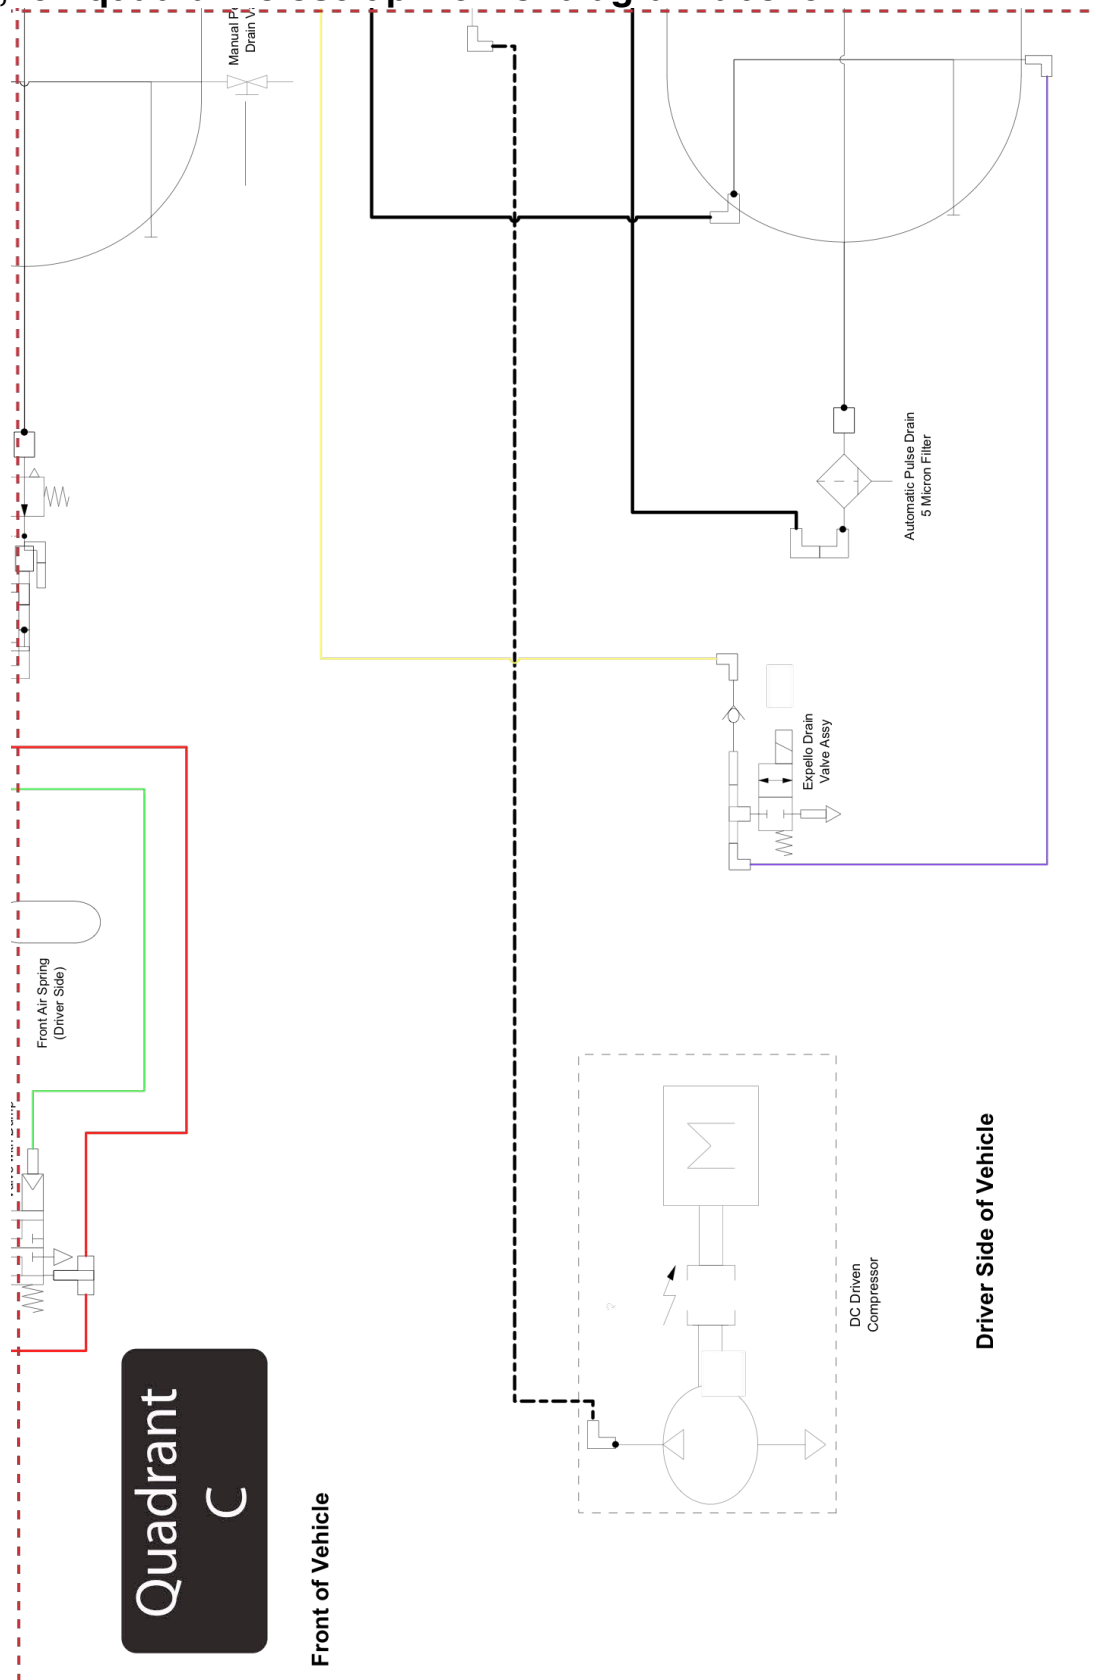 Manual P
Drain V
Automatic Pulse Drain
5 Micron Filter
Expello Drain
Valve Assy
Front Air Spring
(Driver Side)
M
DC Driven
Compressor
Driver Side of Vehicle
Quadrant
C
Front of Vehicle